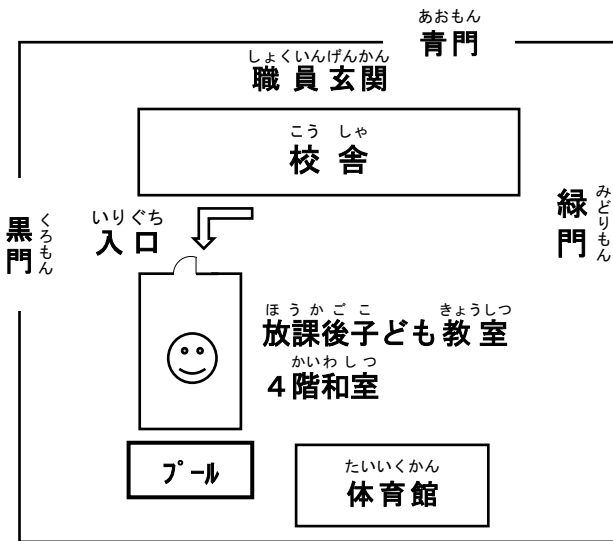 あおもん
青門
しょくいんげんかん
職員玄関
こうしゃ
校舎
くろもん
黒門
みどりもん
緑門
いりぐち
入口
ほうかごこ きょうしつ
放課後子ども教室
かいわしつ
4階和室
プール
たいいくかん
体育館